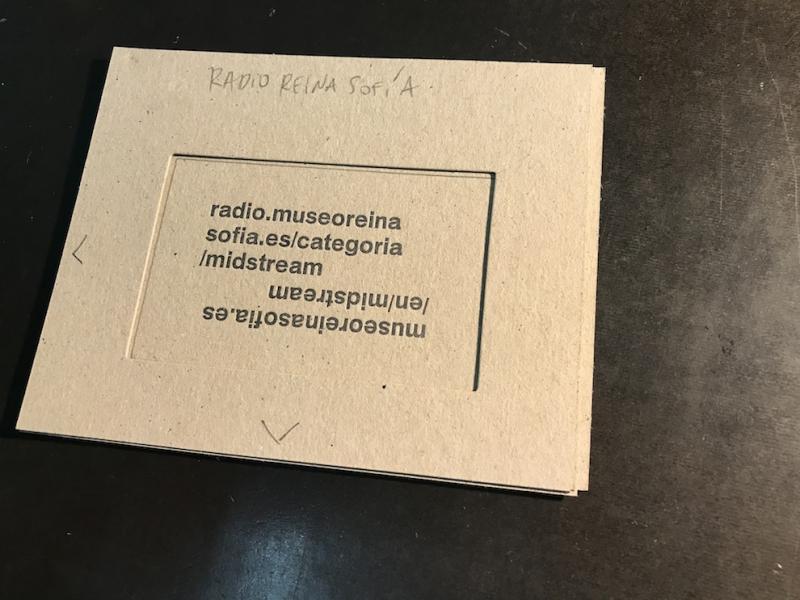 RADIO REINA SOFÍA
radio.museoreina
sofia.es/categoria
/midstream
museoreinasofia.es
/en/midstream